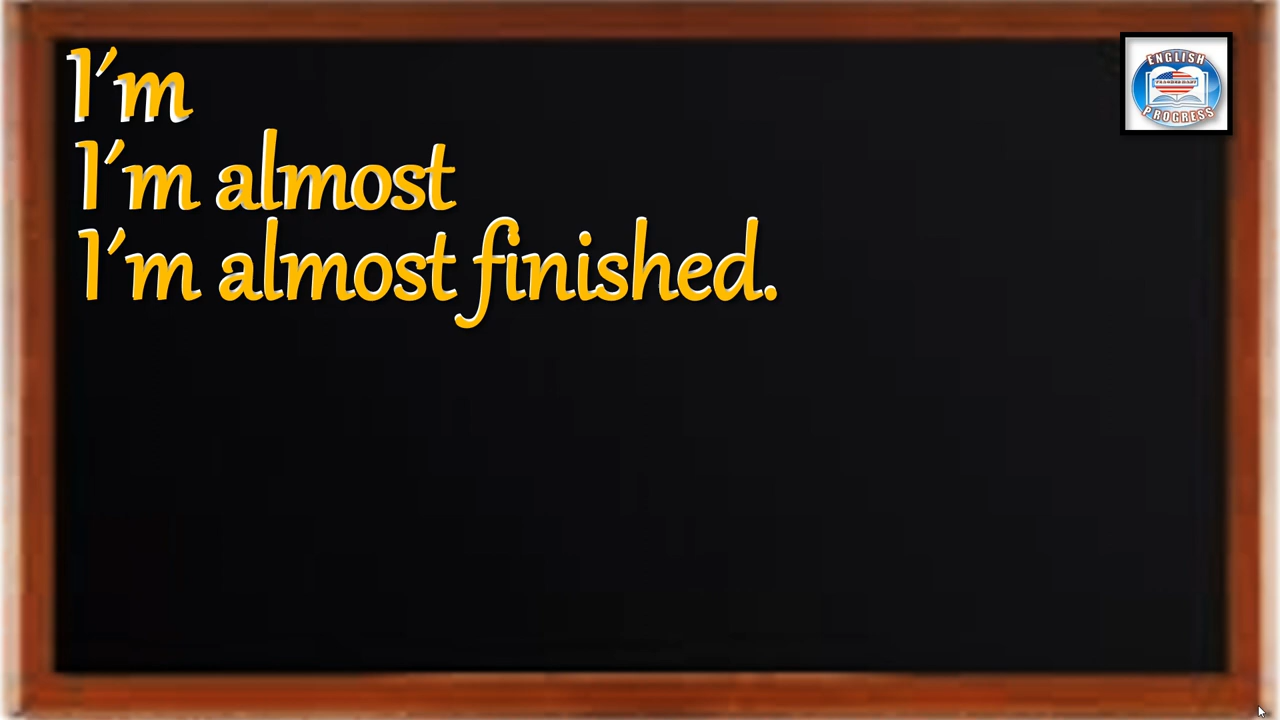 I´m
I´m almost
I´m almost finished.
ENGLISH
PROGRESS